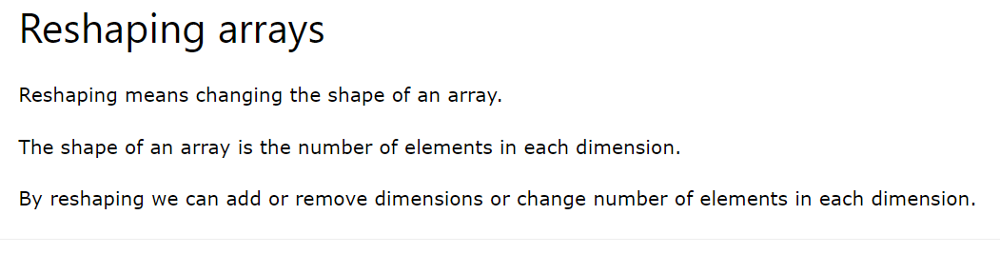 Reshaping arrays
Reshaping means changing the shape of an array.
The shape of an array is the number of elements in each dimension.
By reshaping we can add or remove dimensions or change number of elements in each dimension.